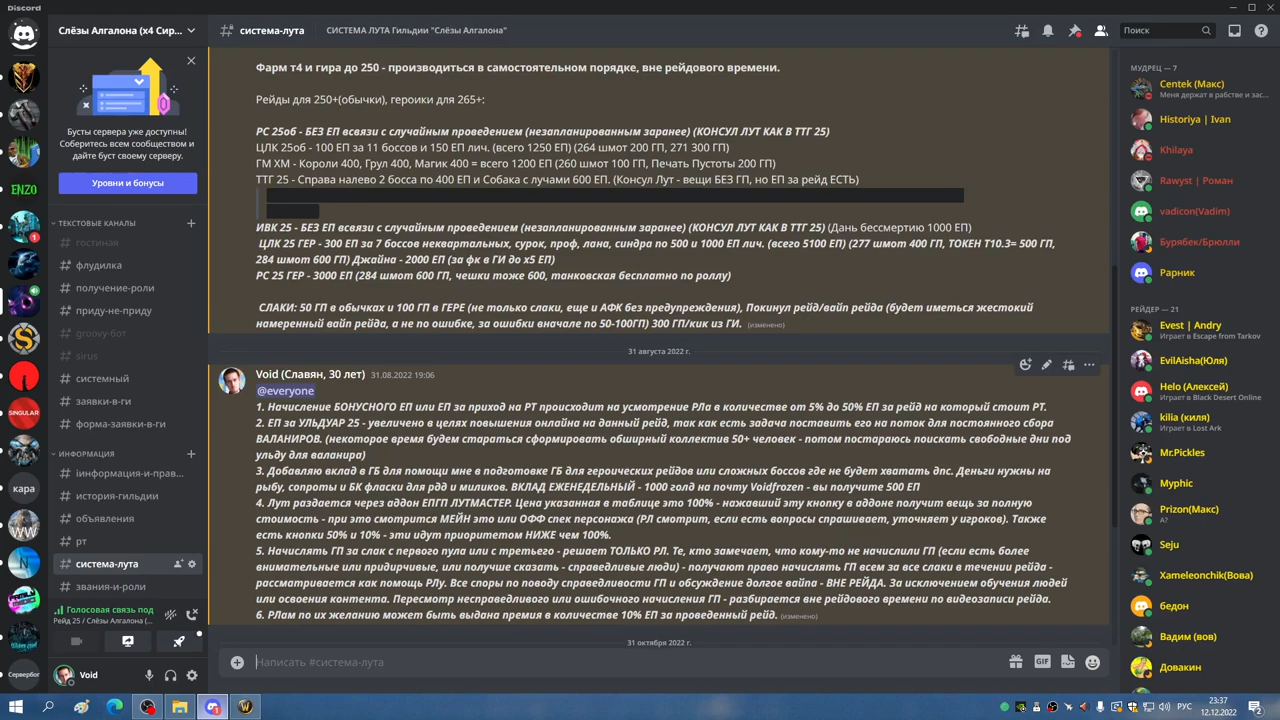 Discord
Слёзы Алгалона (x4 Сир...
система-лута
СИСТЕМА ЛУТА Гильдии "Слёзы Алгалона"
Поиск
Бусты сервера уже доступны!
Соберитесь всем сообществом и
дайте буст своему серверу.
Уровни и бонусы
ТЕКСТОВЫЕ КАНАЛЫ
гостиная
флудилка
получение-роли
приду-не-приду
groovy-бот
sirus
системный
заявки-в-ги
форма-заявки-в-ги
ИНФОРМАЦИЯ
информация-и-прав...
история-гильдии
объявления
рт
система-лута
звания-и-роли
Голосовая связь под
Рейд 25 / Слёзы Алгалона (...
Void
ENZO
1
SINGULAR
кара
Сервербог
Фарм т4 и гира до 250 - производиться в самостоятельном порядке, вне рейдового времени.
Рейды для 250+(обычки), героики для 265+:
РС 25об - БЕЗ ЕП всвязи с случайным проведением (незапланированным заранее) (КОНСУЛ ЛУТ КАК В ТТГ 25)
ЦЛК 25об - 100 ЕП за 11 боссов и 150 ЕП лич. (всего 1250 ЕП) (264 шмот 200 ГП, 271 300 ГП)
ГМ ХМ - Короли 400, Грул 400, Магик 400 = всего 1200 ЕП (260 шмот 100 ГП, Печать Пустоты 200 ГП)
ТТГ 25 - Справа налево 2 босса по 400 ЕП и Собака с лучами 600 ЕП. (Консул Лут - вещи БЕЗ ГП, но ЕП за рейд ЕСТЬ)
ИВК 25 - БЕЗ ЕП всвязи с случайным проведением (незапланированным заранее) (КОНСУЛ ЛУТ КАК В ТТГ 25) (Дань бессмертию 1000 ЕП)
ЦЛК 25 ГЕР - 300 ЕП за 7 боссов неквартальных, сурок, проф, лана, синдра по 500 и 1000 ЕП лич. (всего 5100 ЕП) (277 шмот 400 ГП, ТОКЕН Т10.3= 500 ГП,
284 шмот 600 ГП) Джайна - 2000 ЕП (за фк в ГИ до х5 ЕП)
РС 25 ГЕР - 3000 ЕП (284 шмот 600 ГП, чешки тоже 600, танковская бесплатно по роллу)
СЛАКИ: 50 ГП в обычках и 100 ГП в ГЕРЕ (не только слаки, еще и АФК без предупреждения), Покинул рейд/вайп рейда (будет иметься жестокий
намеренный вайп рейда, а не по ошибке, за ошибки вначале по 50-100ГП) 300 ГП/кик из ГИ. (изменено)
31 августа 2022 г.
Void (Славян, 30 лет) 31.08.2022 19:06
@everyone
1. Начисление БОНУСНОГО ЕП или ЕП за приход на РТ происходит на усмотрение РЛа в количестве от 5% до 50% ЕП за рейд на который стоит РТ.
2. ЕП за УЛЬДУАР 25 - увеличено в целях повышения онлайна на данный рейд, так как есть задача поставить его на поток для постоянного сбора
ВАЛАНИРОВ. (некоторое время будем стараться сформировать обширный коллектив 50+ человек - потом постараюсь поискать свободные дни под
ульду для валанира)
3. Добавляю вклад в ГБ для помощи мне в подготовке ГБ для героических рейдов или сложных боссов где не будет хватать дпс. Деньги нужны на
рыбу, сопроты и БК фласки для рдд и миликов. ВКЛАД ЕЖЕНЕДЕЛЬНЫЙ - 1000 голд на почту Voidfrozen - вы получите 500 ЕП
4. Лут раздается через аддон ЕПГП ЛУТМАСТЕР. Цена указанная в таблице это 100% - нажавший эту кнопку в аддоне получит вещь за полную
стоимость - при это смотрится МЕЙН это или ОФФ спек персонажа (РЛ смотрит, если есть вопросы спрашивает, уточняет у игроков). Также
есть кнопки 50% и 10% - эти идут приоритетом НИЖЕ чем 100%.
5. Начислять ГП за слак с первого пула или с третьего - решает ТОЛЬКО РЛ. Те, кто замечает, что кому-то не начислили ГП (если есть более
внимательные или придирчивые, или получше сказать - справедливые люди) - получают право начислять ГП всем за все слаки в течении рейда -
рассматривается как помощь РЛу. Все споры по поводу справедливости ГП и обсуждение долгое вайпа - ВНЕ РЕЙДА. За исключением обучения людей
или освоения контента. Пересмотр несправедливого или ошибочного начисления ГП - разбирается вне рейдового времени по видеозаписи рейда.
6. РЛам по их желанию может быть выдана премия в количестве 10% ЕП за проведенный рейд. (изменено)
31 октября 2022 г.
Написать #система-лута
GIF
МУДРЕЦ — 7
Centek (Макс)
Меня держат в рабстве и зас...
Historiya | Ivan
Khilaya
Rawyst | Роман
vadicon(Vadim)
Бурябек/Брюлли
Рарник
РЕЙДЕР — 21
Evest | Andry
Играет в Escape from Tarkov
EvilAisha(Юля)
Helo (Алексей)
Играет в Black Desert Online
kilia (киля)
Играет в Lost Ark
Mr.Pickles
Myphic
Prizon(Макс)
А?
Seju
Xameleonchik(Вова)
бедон
Вадим (вов)
Довакин
РУС
23:37
12.12.2022
2